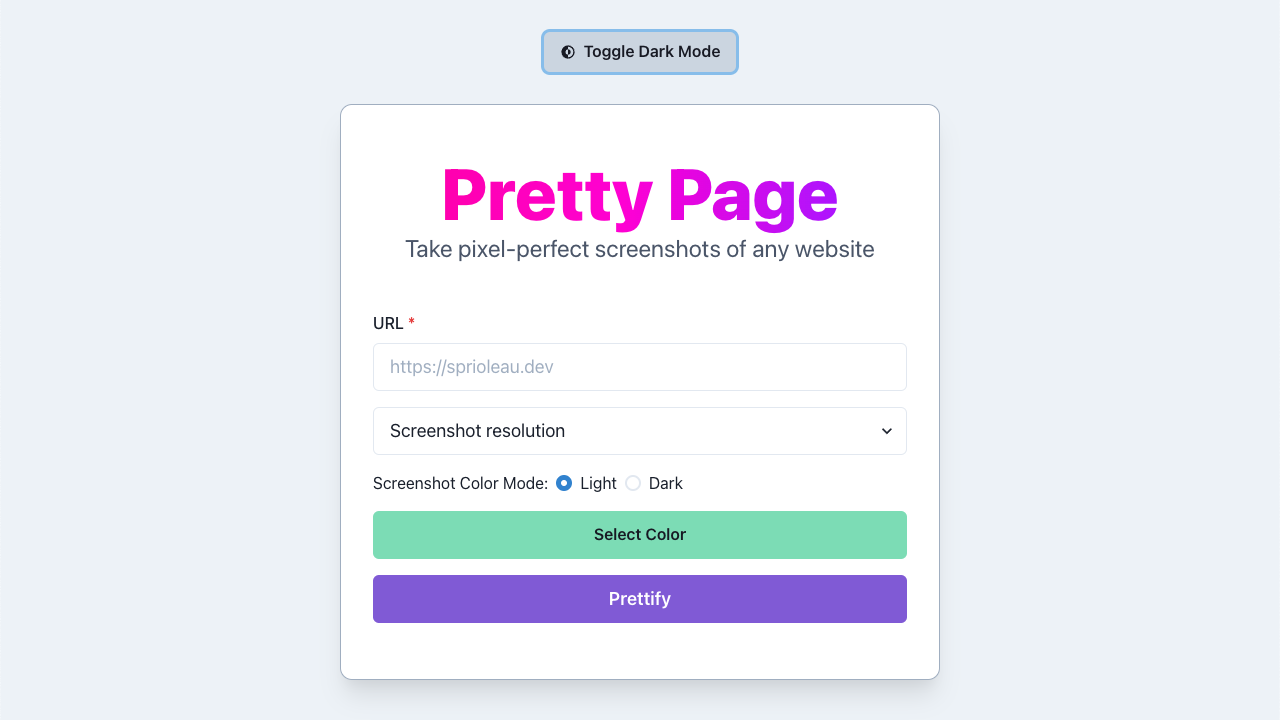 Toggle Dark Mode
Pretty Page
Take pixel-perfect screenshots of any website
URL *
https://sprioleau.dev
Screenshot resolution
Screenshot Color Mode: Light Dark
Select Color
Prettify